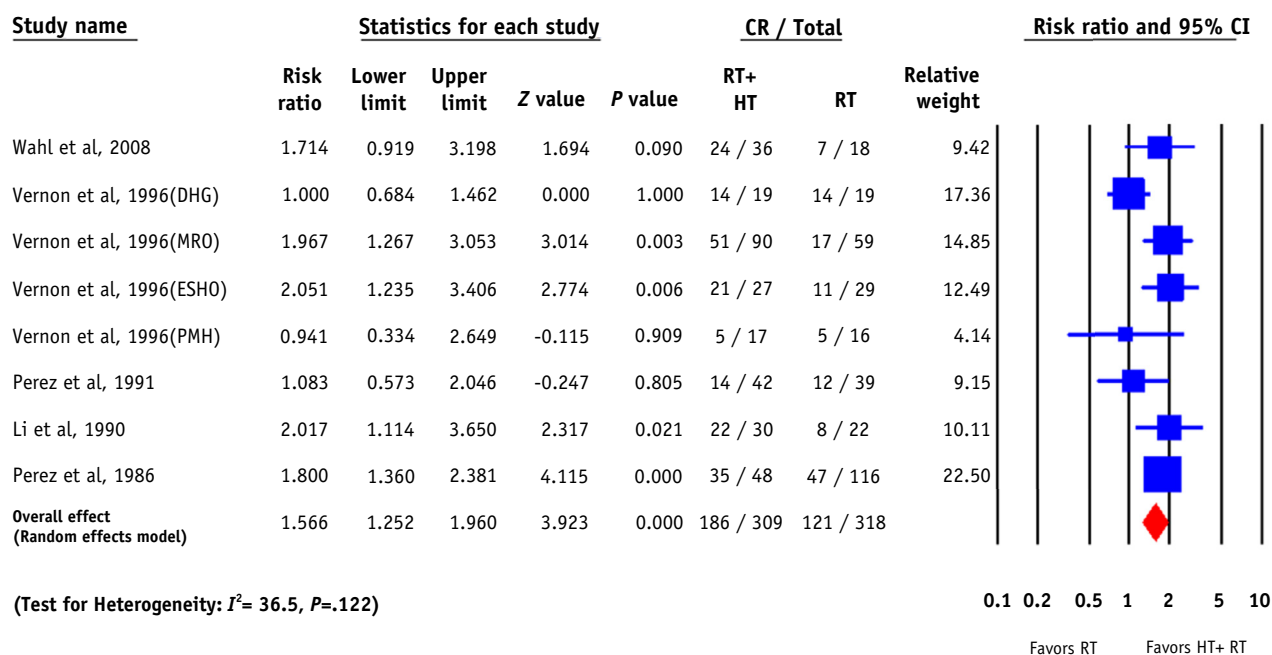 Study name Statistics for each study CR / Total Risk ratio and 95% CI
Risk ratio Lower limit Upper limit Z value P value RT+ HT RT Relative weight
Wahl et al, 2008 1.714 0.919 3.198 1.694 0.090 24 / 36 7 / 18 9.42
Vernon et al, 1996(DHG) 1.000 0.684 1.462 0.000 1.000 14 / 19 14 / 19 17.36
Vernon et al, 1996(MRO) 1.967 1.267 3.053 3.014 0.003 51 / 90 17 / 59 14.85
Vernon et al, 1996(ESHO) 2.051 1.235 3.406 2.774 0.006 21 / 27 11 / 29 12.49
Vernon et al, 1996(PMH) 0.941 0.334 2.649 -0.115 0.909 5 / 17 5 / 16 4.14
Perez et al, 1991 1.083 0.573 2.046 -0.247 0.805 14 / 42 12 / 39 9.15
Li et al, 1990 2.017 1.114 3.650 2.317 0.021 22 / 30 8 / 22 10.11
Perez et al, 1986 1.800 1.360 2.381 4.115 0.000 35 / 48 47 / 116 22.50
Overall effect (Random effects model) 1.566 1.252 1.960 3.923 0.000 186 / 309 121 / 318
(Test for Heterogeneity: I²= 36.5, P=.122)
0.1 0.2 0.5 1 2 5 10
Favors RT Favors HT+ RT